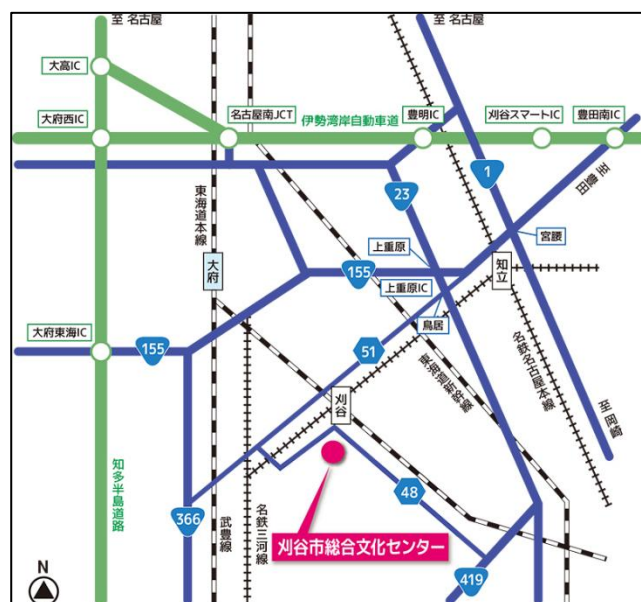 至 名古屋
至 名古屋
大高IC
大府西IC
名古屋南JCT
伊勢湾岸自動車道
豊明IC
刈谷スマートIC
豊田南IC
至 豊田
23
1
東海道本線
大府
上重原
宮腰
知立
155
上重原IC
鳥居
大府東海IC
155
51
東海道新幹線
名鉄名古屋本線
至 岡崎
刈谷
知多半島道路
366
武豊線
名鉄三河線
48
刈谷市総合文化センター
419
N